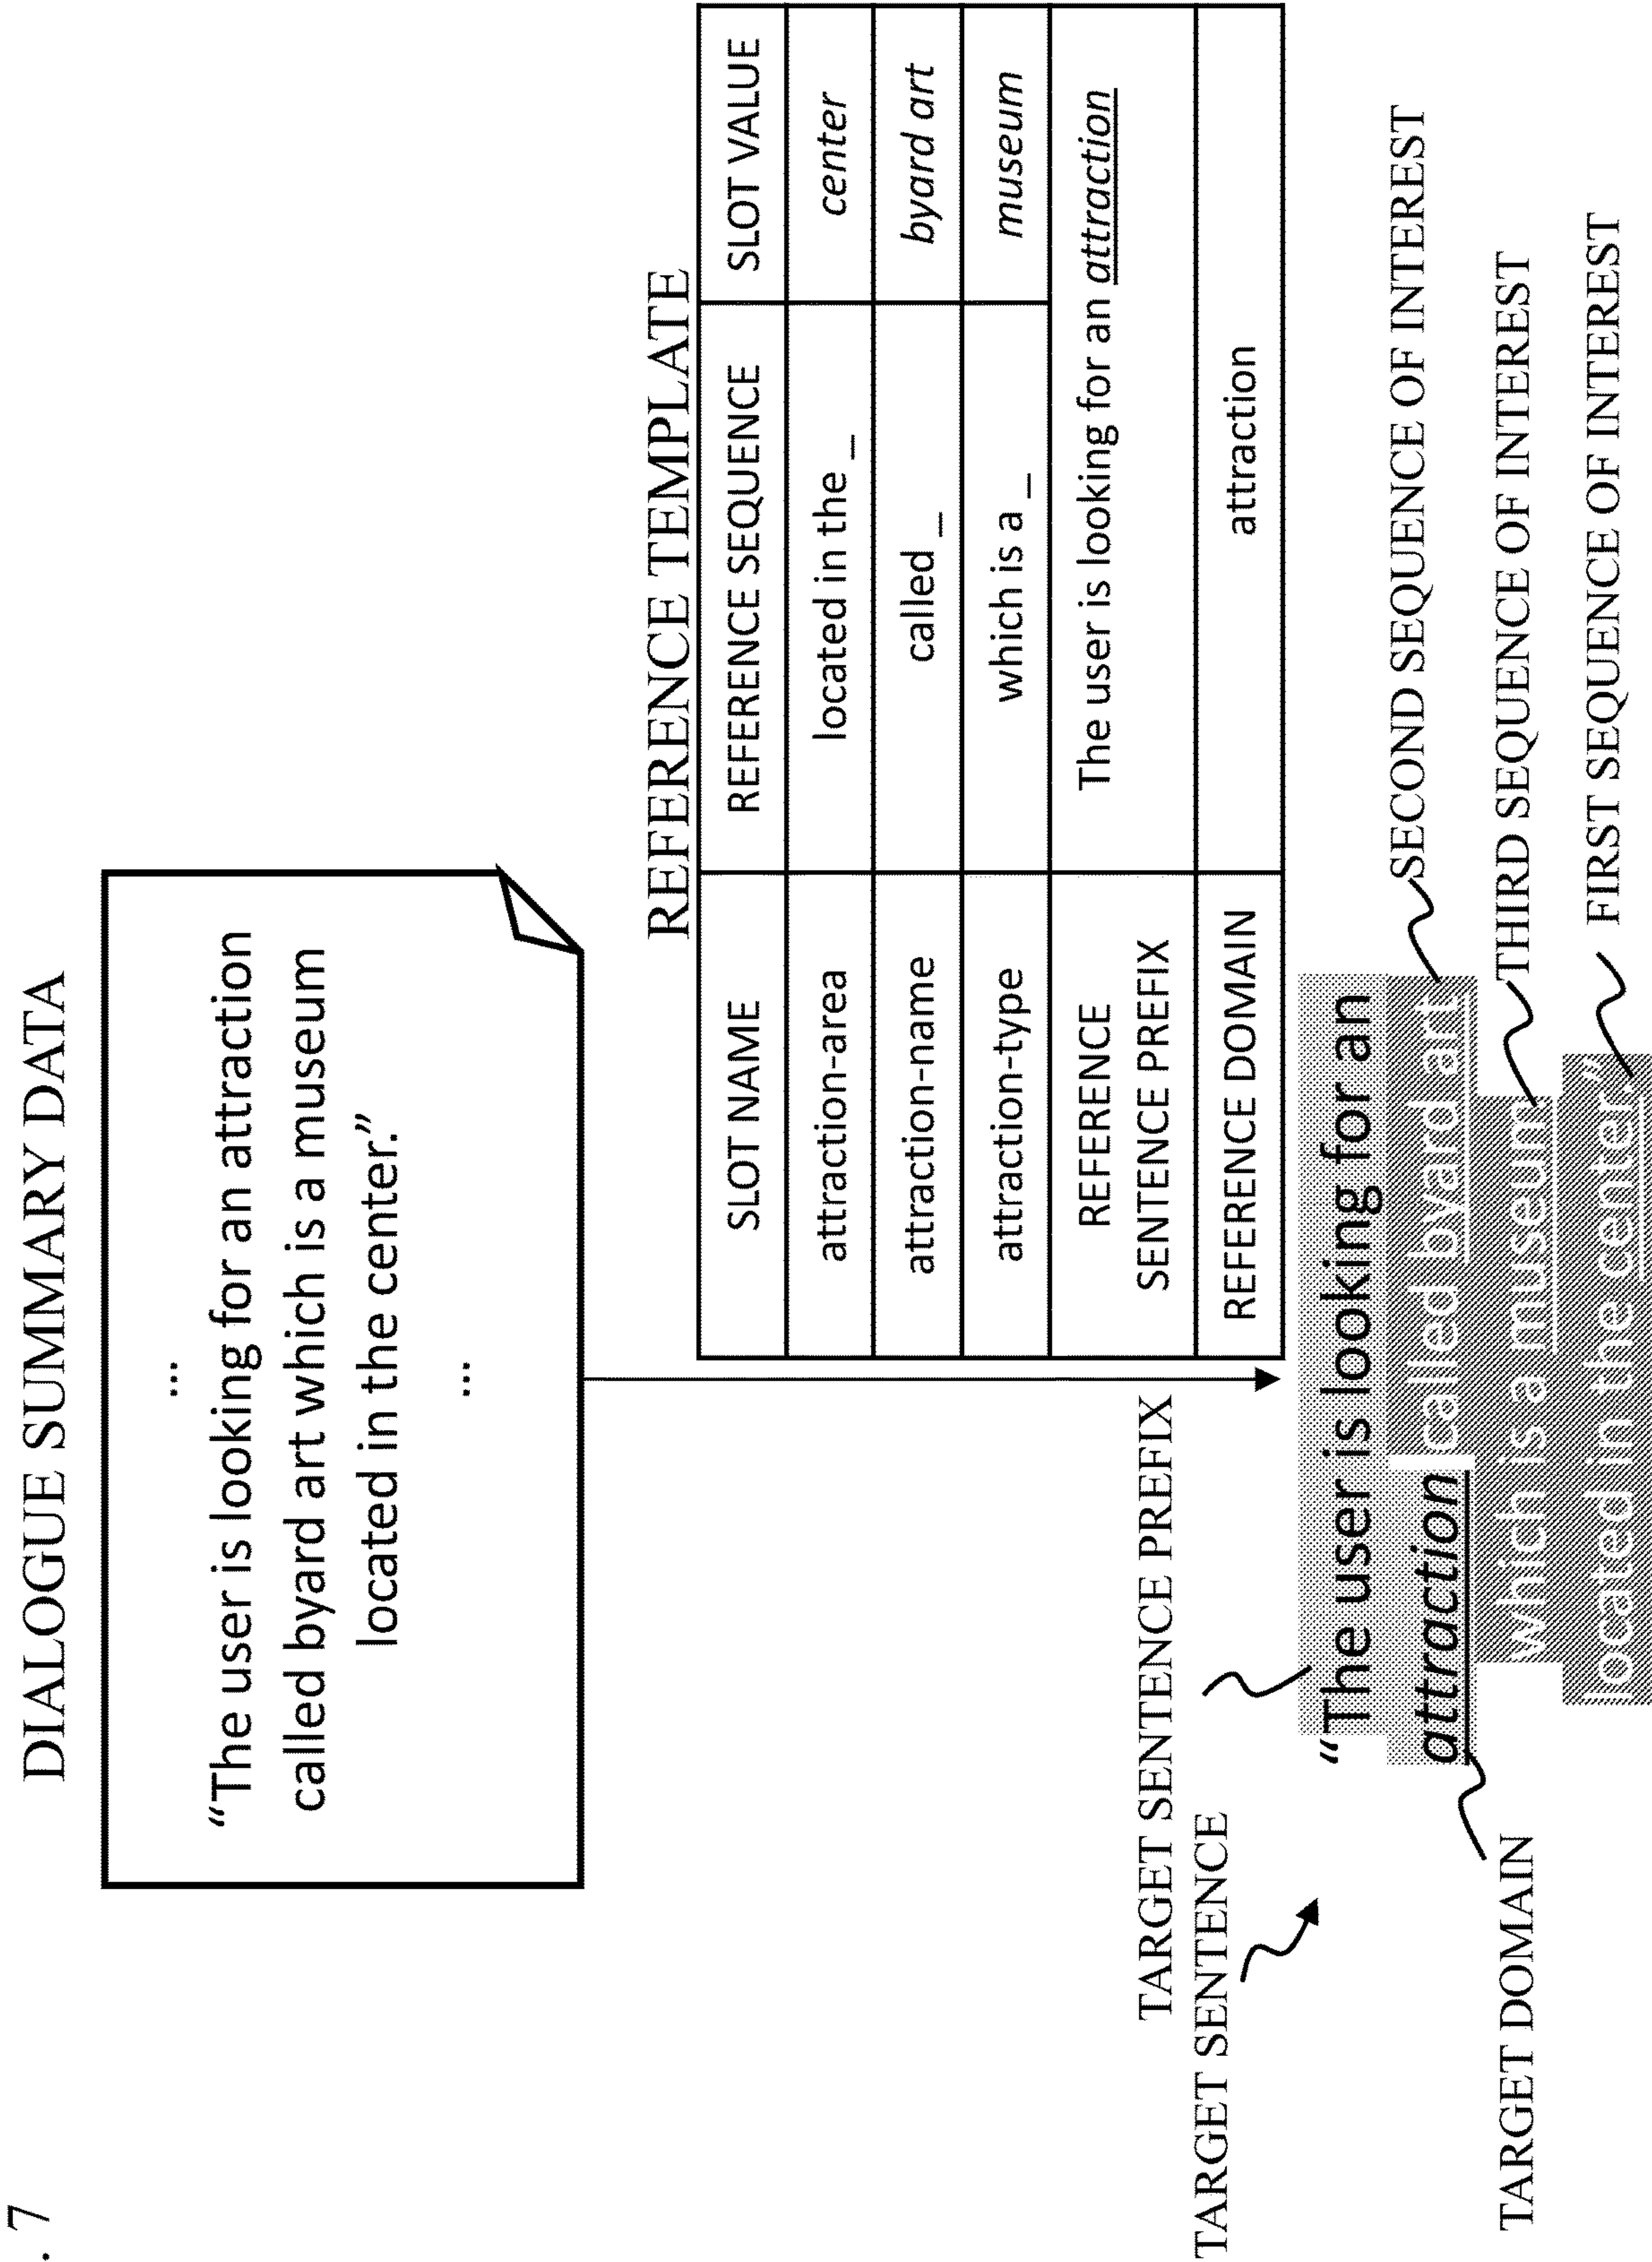 . 7
DIALOGUE SUMMARY DATA
...
“The user is looking for an attraction
called byard art which is a museum
located in the center.”
...
REFERENCE TEMPLATE
SLOT NAME REFERENCE SEQUENCE SLOT VALUE
attraction-area located in the _ center
attraction-name called _ byard art
attraction-type which is a _ museum
REFERENCE
SENTENCE PREFIX The user is looking for an attraction
REFERENCE DOMAIN attraction
TARGET SENTENCE PREFIX
TARGET SENTENCE
“The user is looking for an
attraction called byard art
which is a museum
located in the center.”
SECOND SEQUENCE OF INTEREST
THIRD SEQUENCE OF INTEREST
FIRST SEQUENCE OF INTEREST
TARGET DOMAIN